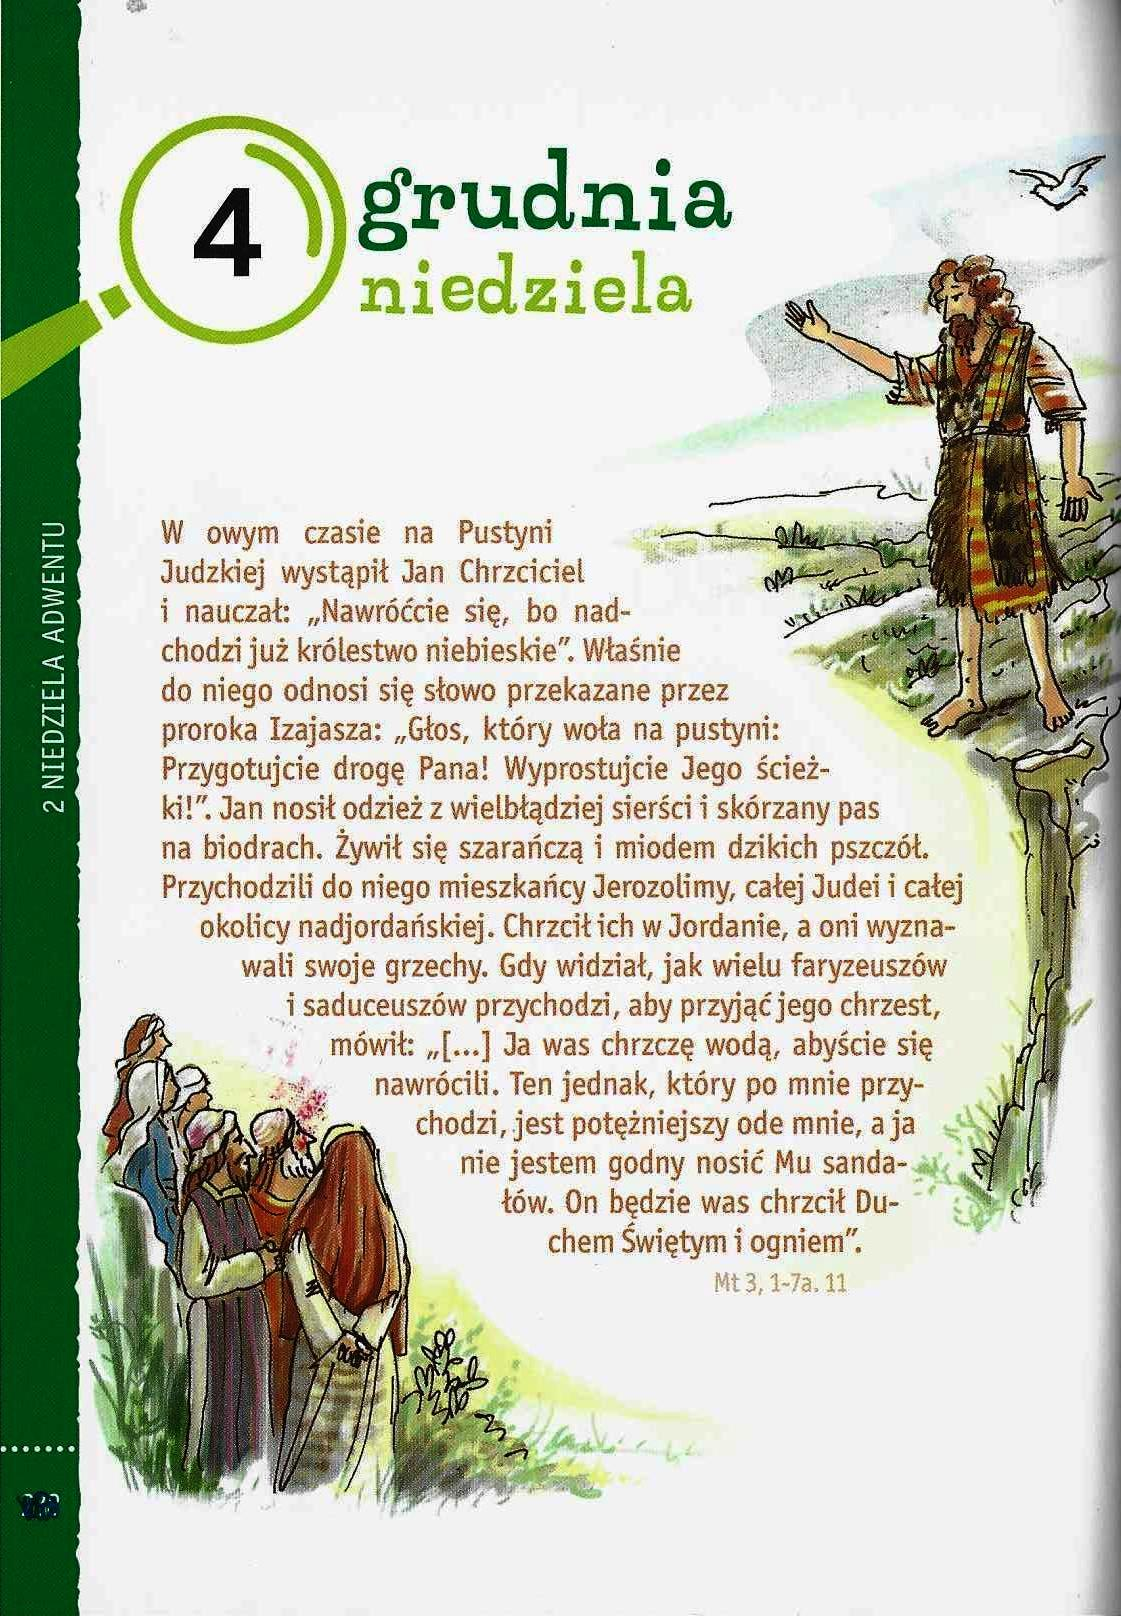 4
grudnia
niedziela
2 NIEDZIELA ADWENTU
W owym czasie na Pustyni
Judzkiej wystąpił Jan Chrzciciel
i nauczał: „Nawróćcie się, bo nad-
chodzi już królestwo niebieskie”. Właśnie
do niego odnosi się słowo przekazane przez
proroka Izajasza: „Głos, który woła na pustyni:
Przygotujcie drogę Pana! Wyprostujcie Jego ścież-
ki!”. Jan nosił odzież z wielbłądziej sierści i skórzany pas
na biodrach. Żywił się szarańczą i miodem dzikich pszczół.
Przychodzili do niego mieszkańcy Jerozolimy, całej Judei i całej
okolicy nadjordańskiej. Chrzcił ich w Jordanie, a oni wyzna-
wali swoje grzechy. Gdy widział, jak wielu faryzeuszów
i saduceuszów przychodzi, aby przyjąć jego chrzest,
mówił: „[...] Ja was chrzczę wodą, abyście się
nawrócili. Ten jednak, który po mnie przy-
chodzi, jest potężniejszy ode mnie, a ja
nie jestem godny nosić Mu sanda-
łów. On będzie was chrzcił Du-
chem Świętym i ogniem”.
Mt 3, 1-7a. 11